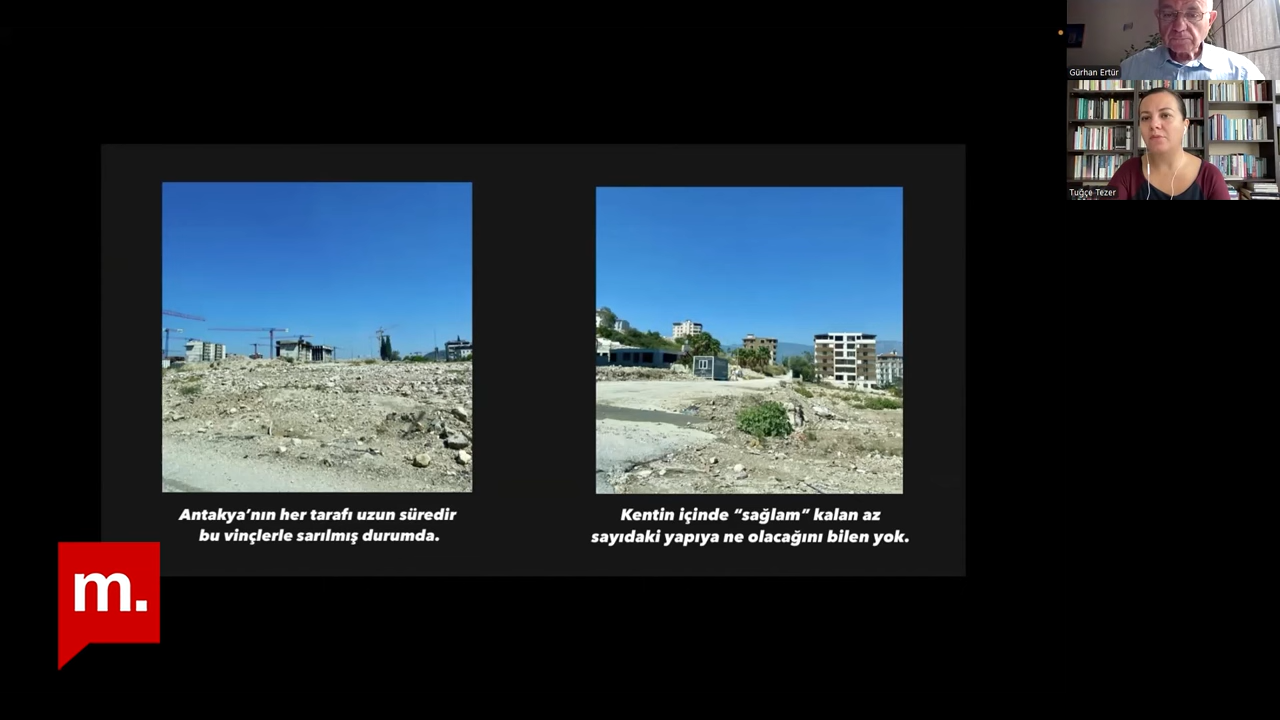 Gürhan Ertür
Tuğçe Tezer
Antakya’nın her tarafı uzun süredir
bu vinçlerle sarılmış durumda.
Kentin içinde “sağlam” kalan az
sayıdaki yapıya ne olacağını bilen yok.
m.